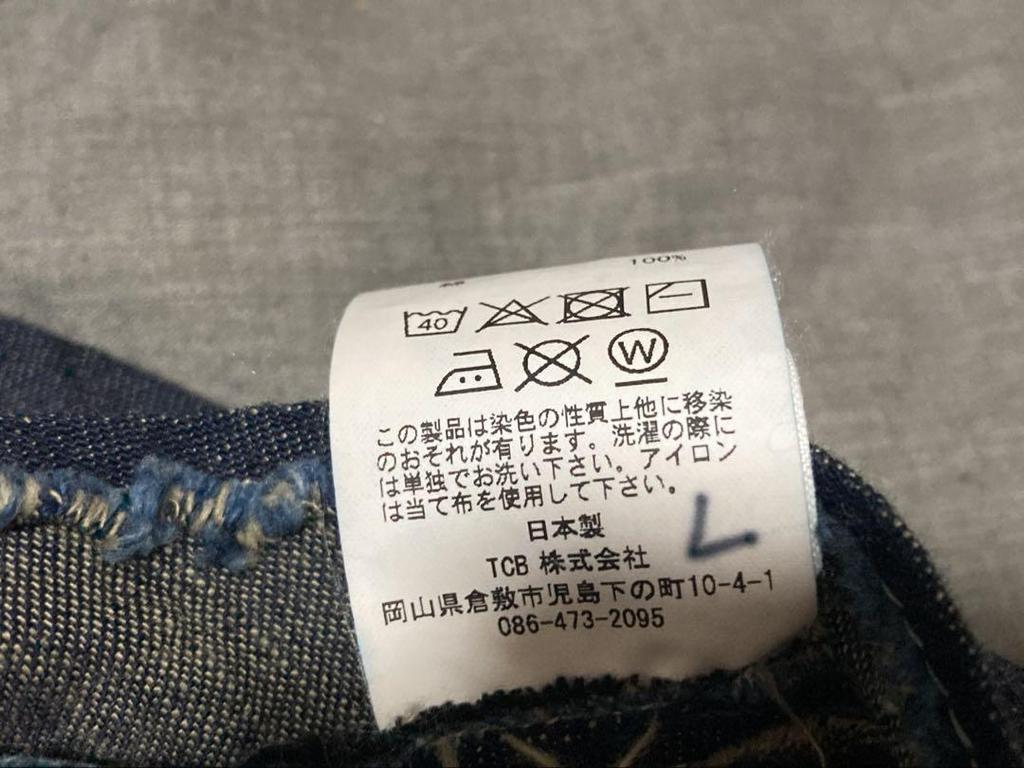 綿 100%
40
W
この製品は染色の性質上他に移染
のおそれが有ります。洗濯の際に
は単独でお洗い下さい。アイロン
は当て布を使用して下さい。
L
日本製
TCB 株式会社
岡山県倉敷市児島下の町10-4-1
086-473-2095